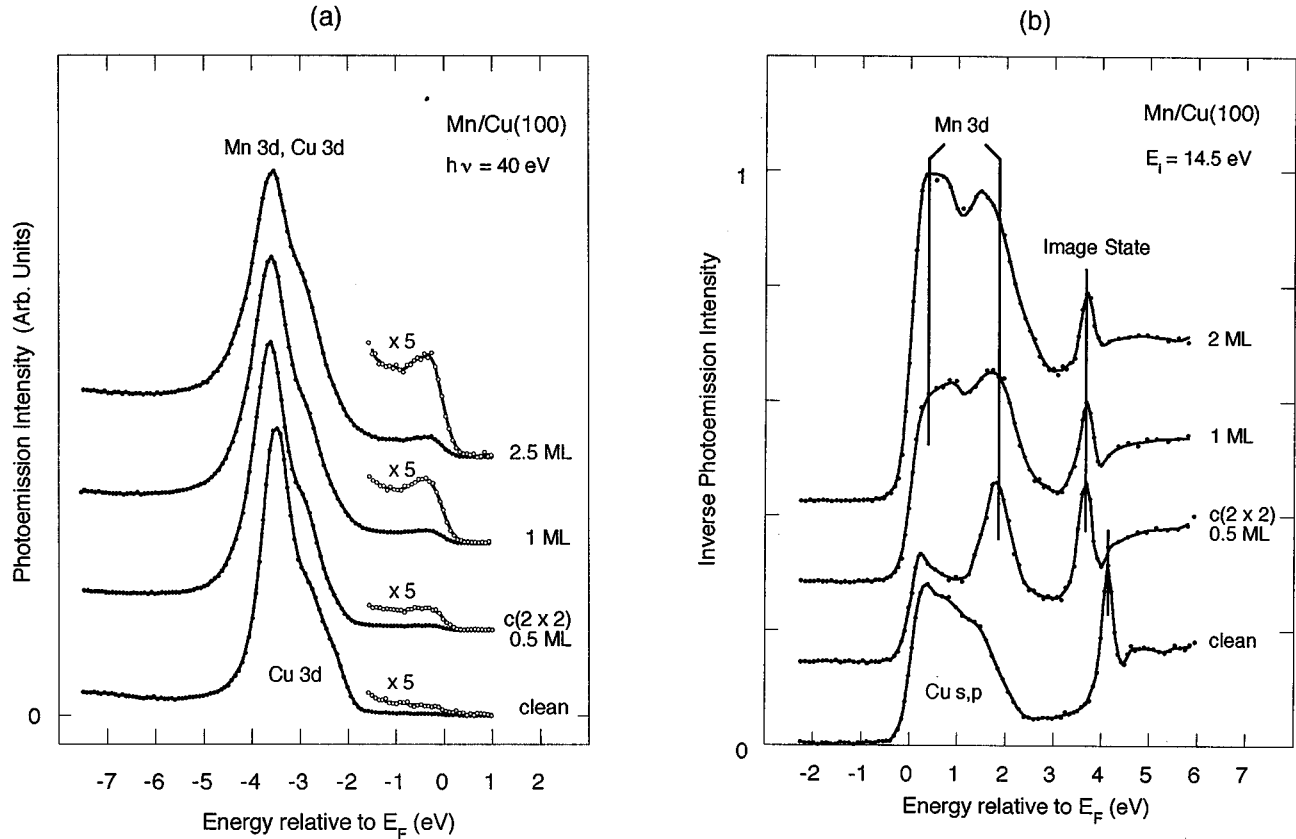 (a)
Mn/Cu(100)
h ν = 40 eV
Mn 3d, Cu 3d
x 5
2.5 ML
x 5
1 ML
x 5
c(2 x 2)
0.5 ML
Cu 3d
x 5
clean
0
-7 -6 -5 -4 -3 -2 -1 0 1 2
Energy relative to E_F (eV)
Photoemission Intensity (Arb. Units)
(b)
Mn 3d
Mn/Cu(100)
E_i = 14.5 eV
1
Image State
2 ML
1 ML
c(2 x 2)
0.5 ML
clean
Cu s,p
0
-2 -1 0 1 2 3 4 5 6 7
Energy relative to E_F (eV)
Inverse Photoemission Intensity